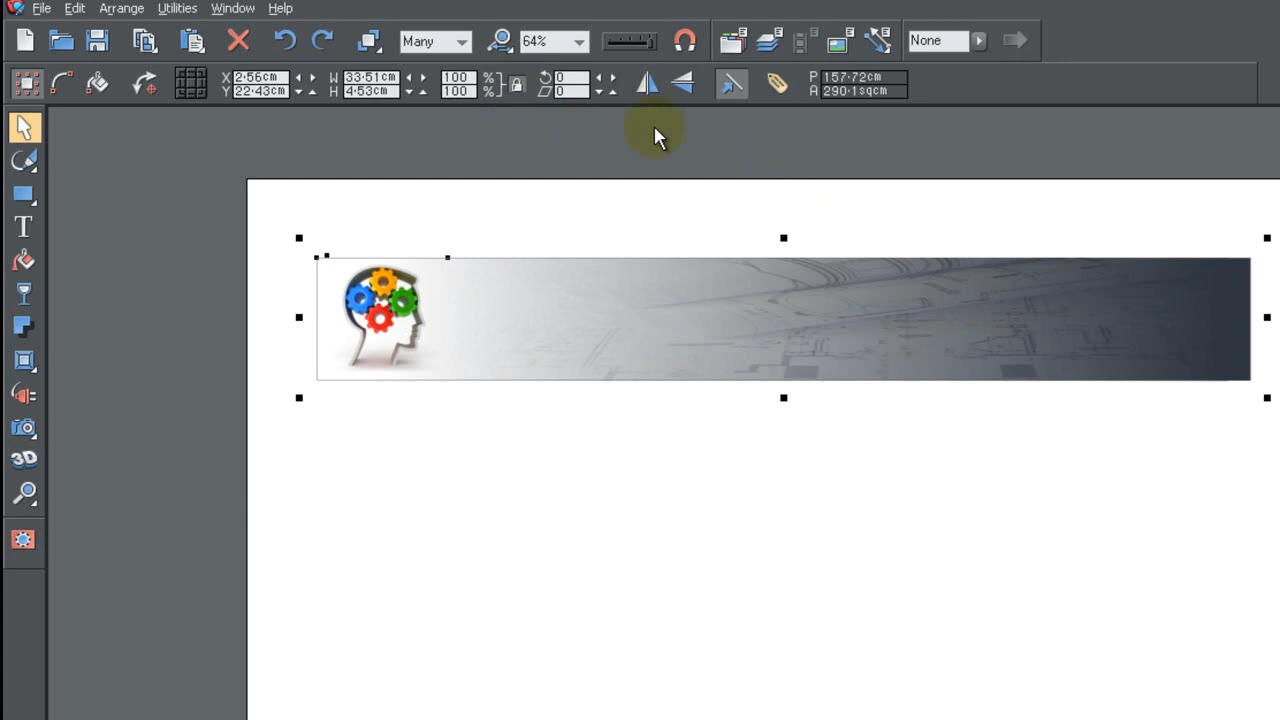 File Edit Arrange Utilities Window Help
Many 64% None
X 2·56cm W 33·51cm 100 % 0 P 157·72cm
Y 22·43cm H 4·53cm 100 % 0 A 290·1sqcm
T
3D